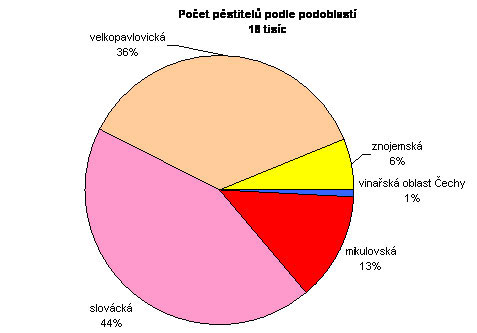 Počet pěstitelů podle podoblastí
18 tisíc
velkopavlovická
36%
znojemská
6%
vinařská oblast Čechy
1%
mikulovská
13%
slovácká
44%